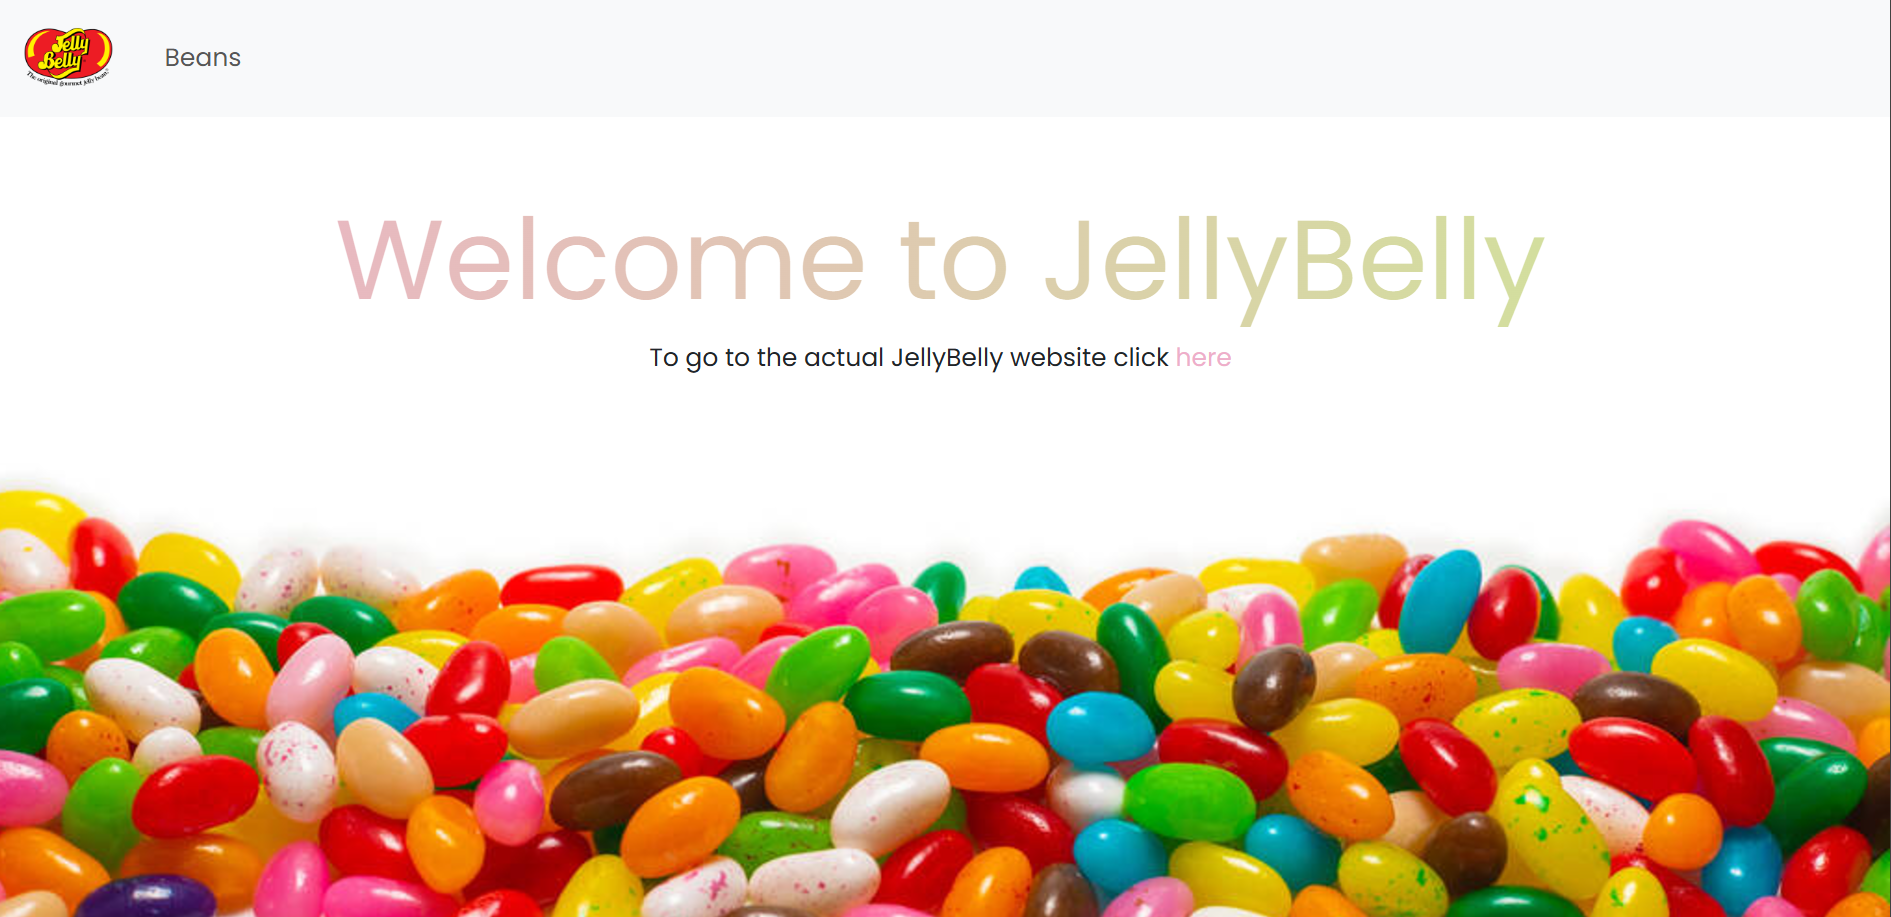 Jelly
Belly
The original gourmet jelly bean
Beans
Welcome to JellyBelly
To go to the actual JellyBelly website click here